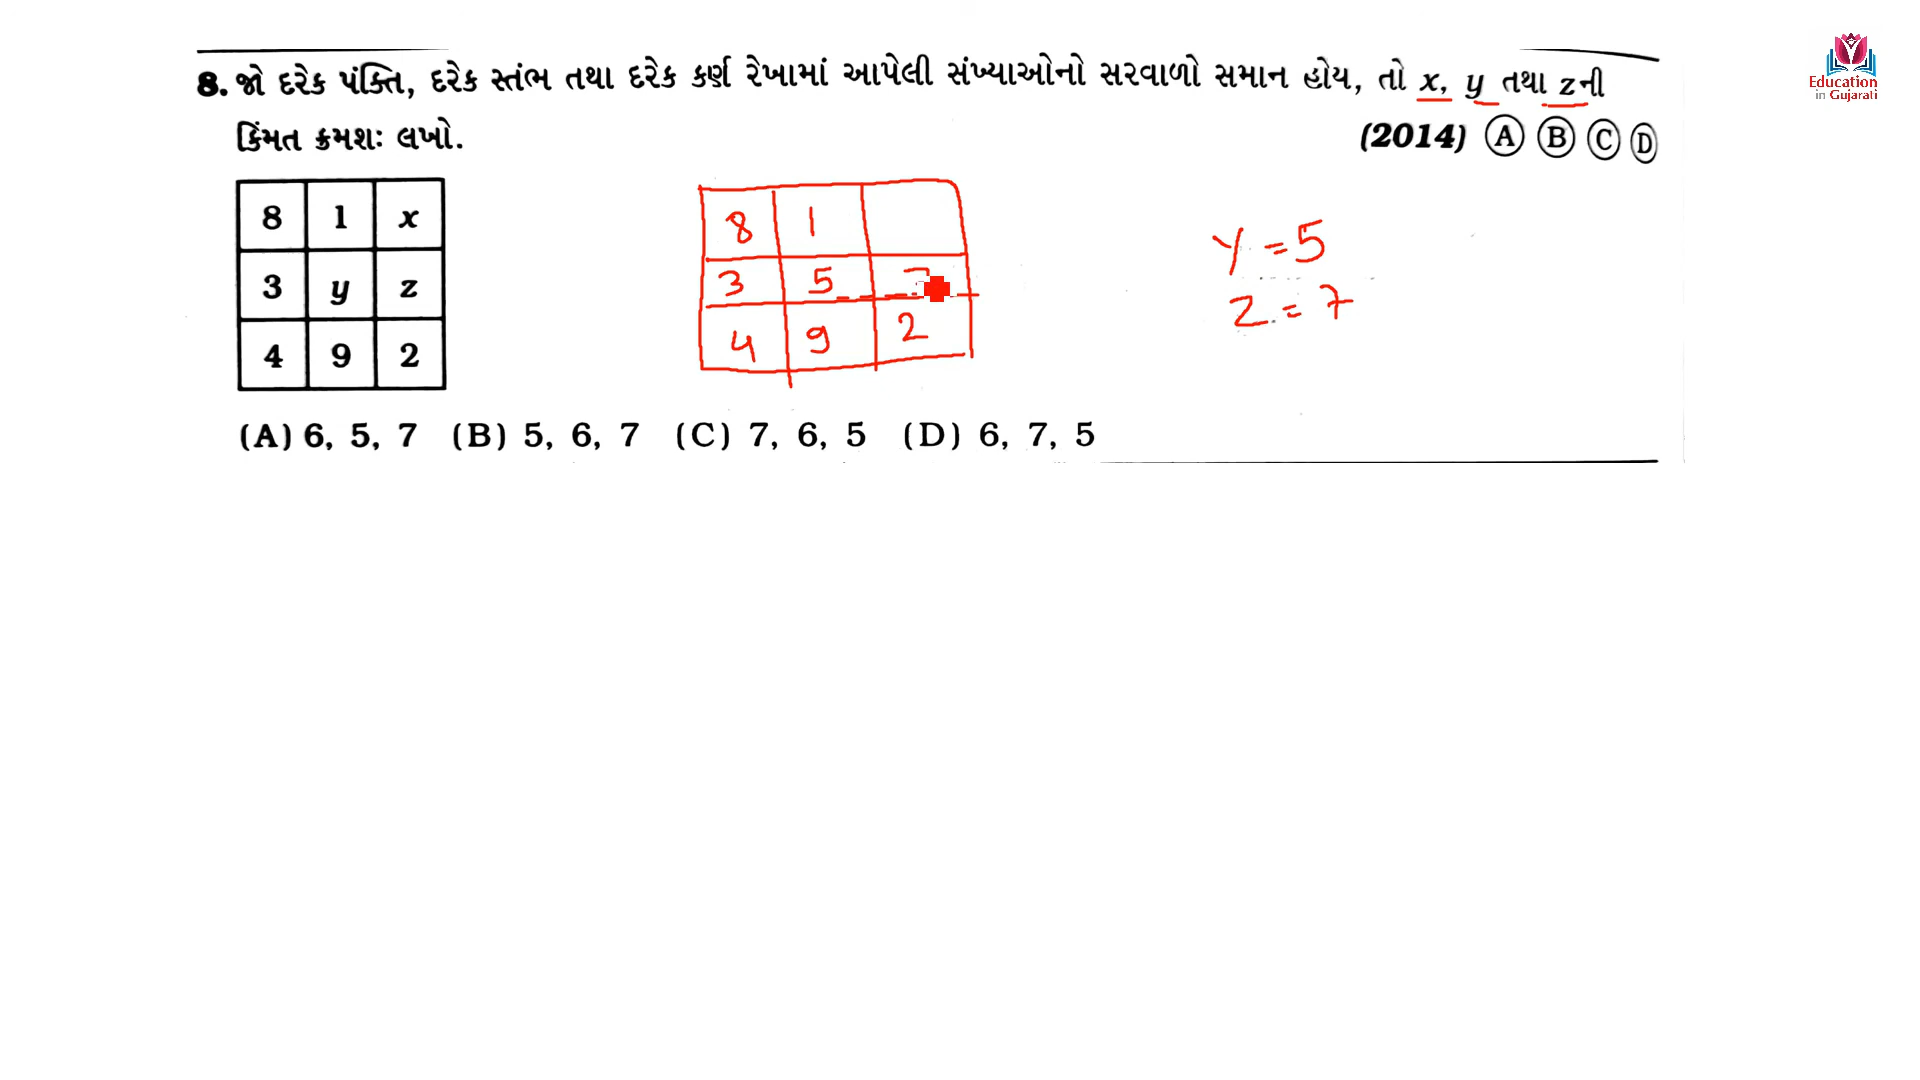 Education
in Gujarati
8. જો દરેક પંક્તિ, દરેક સ્તંભ તથા દરેક કર્ણ રેખામાં આપેલી સંખ્યાઓનો સરવાળો સમાન હોય, તો x, y તથા zની
કિંમત ક્રમશઃ લખો. (2014) Ⓐ Ⓑ Ⓒ Ⓓ
8 1 x
3 y z
4 9 2
8 1
3 5 7
4 9 2
y = 5
z = 7
(A) 6, 5, 7 (B) 5, 6, 7 (C) 7, 6, 5 (D) 6, 7, 5